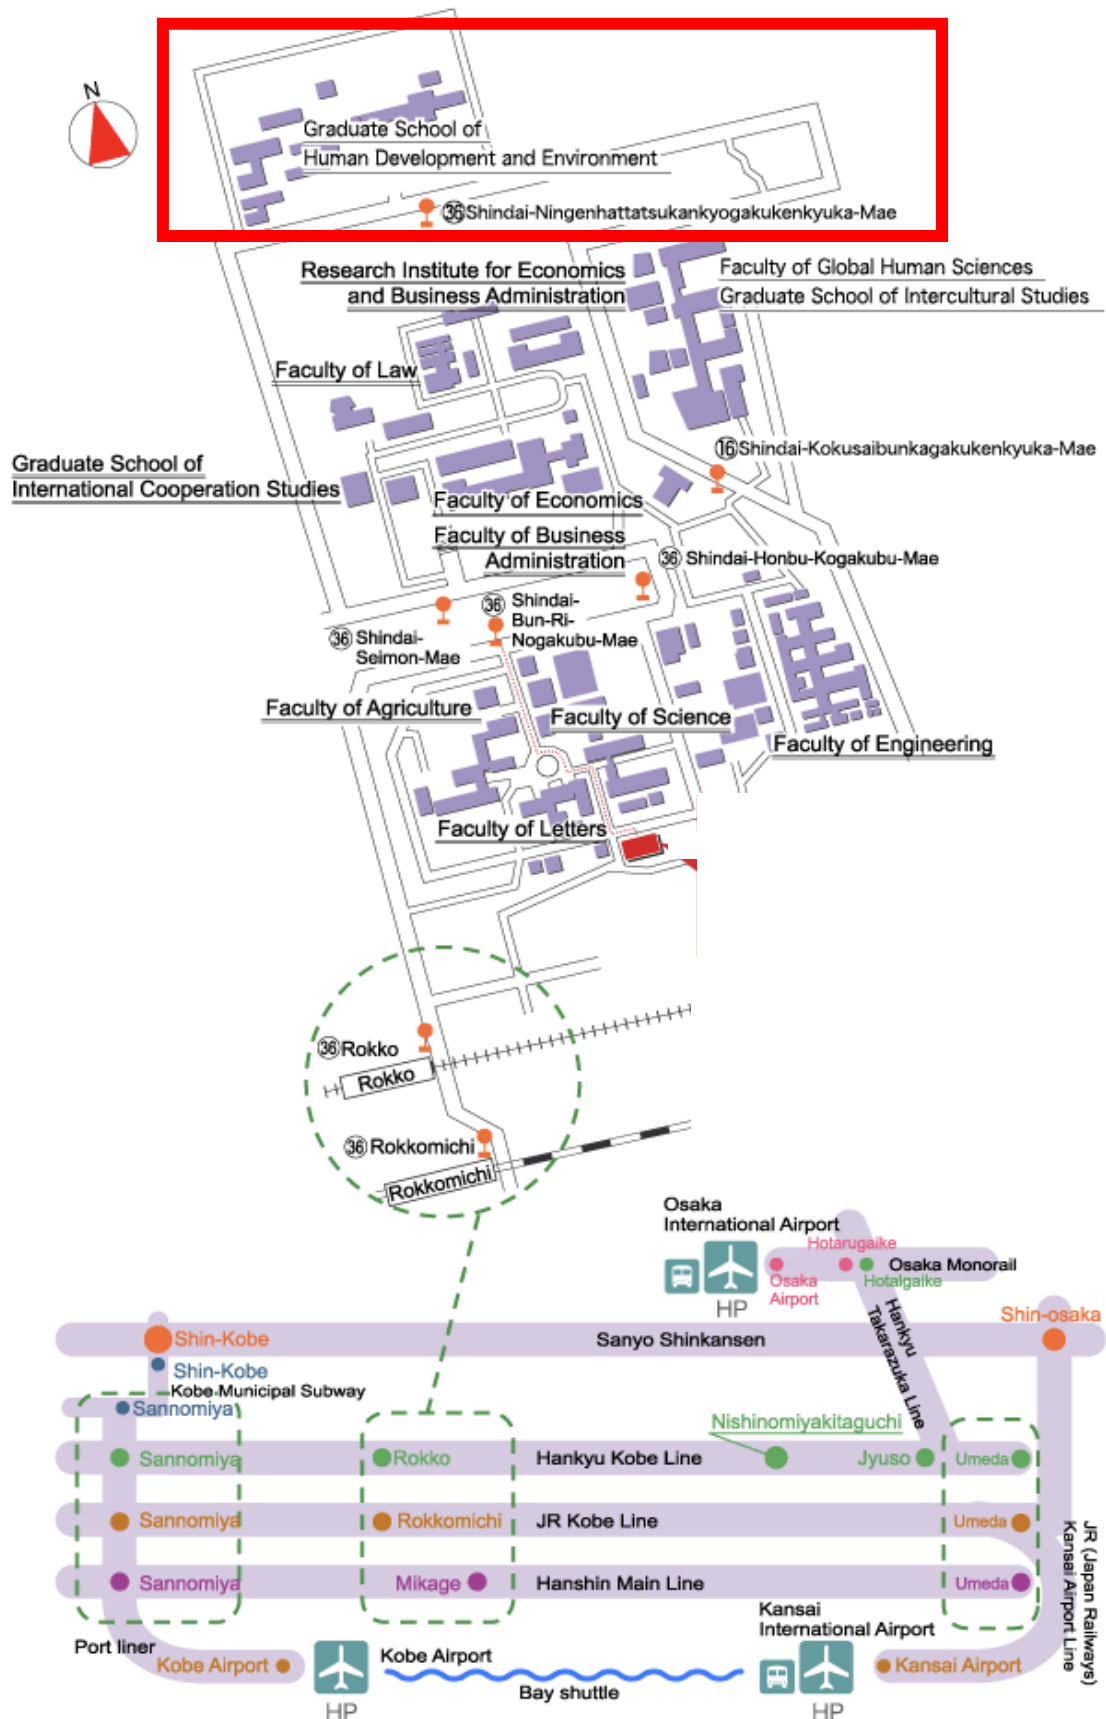 N
Graduate School of
Human Development and Environment
㊱Shindai-Ningenhattatsukankyogakukenkyuka-Mae
Research Institute for Economics
and Business Administration
Faculty of Global Human Sciences
Graduate School of Intercultural Studies
Faculty of Law
⑯Shindai-Kokusaibunkagakukenkyuka-Mae
Graduate School of
International Cooperation Studies
Faculty of Economics
Faculty of Business
Administration
㊱ Shindai-Honbu-Kogakubu-Mae
㊱ Shindai-
Bun-Ri-
Nogakubu-Mae
㊱ Shindai-
Seimon-Mae
Faculty of Agriculture
Faculty of Science
Faculty of Engineering
Faculty of Letters
㊱Rokko
Rokko
㊱Rokkomichi
Rokkomichi
Osaka
International Airport
HP
Osaka
Airport
Hotarugaike
Hotalgaike
Osaka Monorail
Hankyu
Takarazuka Line
Shin-osaka
Shin-Kobe
Sanyo Shinkansen
Shin-Kobe
Kobe Municipal Subway
Sannomiya
Nishinomiyakitaguchi
Sannomiya
Rokko
Hankyu Kobe Line
Jyuso
Umeda
Sannomiya
Rokkomichi
JR Kobe Line
Umeda
Sannomiya
Mikage
Hanshin Main Line
Umeda
JR (Japan Railways)
Kansai Airport Line
Port liner
Kobe Airport
HP
Kobe Airport
Bay shuttle
Kansai
International Airport
HP
Kansai Airport